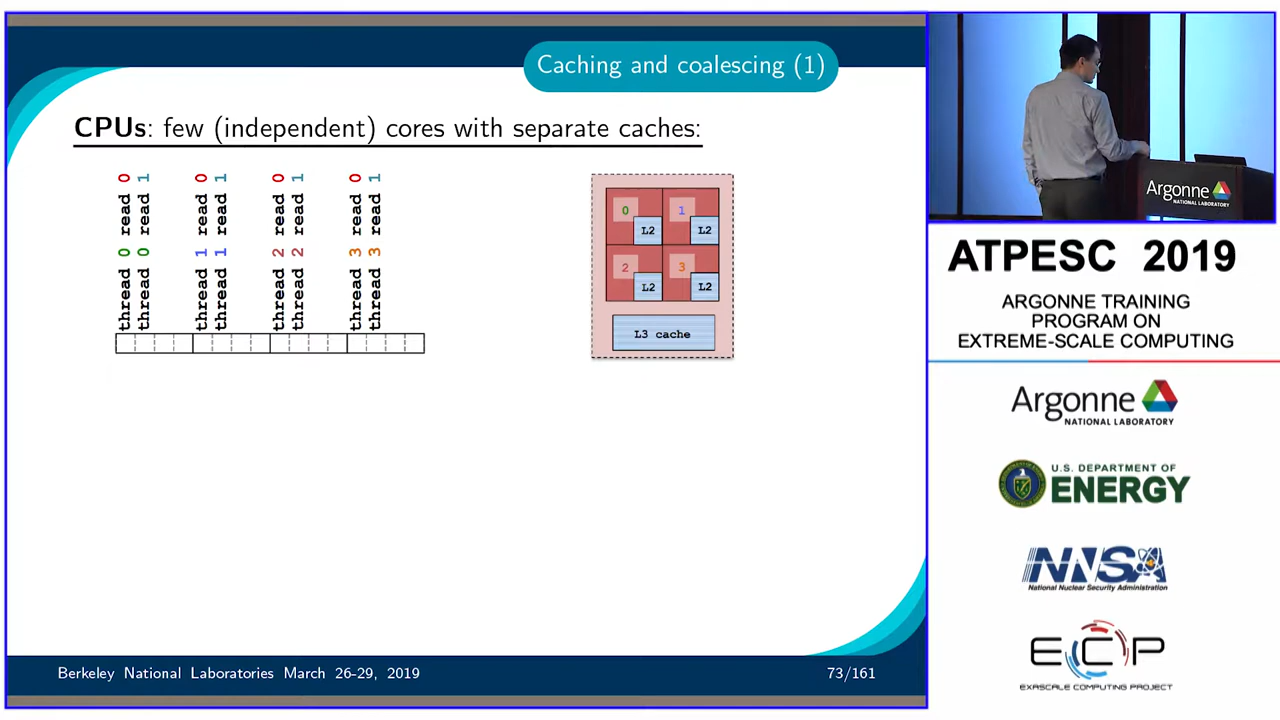 Caching and coalescing (1)
CPUs: few (independent) cores with separate caches:
thread 0 read 0
thread 0 read 1
thread 1 read 0
thread 1 read 1
thread 2 read 0
thread 2 read 1
thread 3 read 0
thread 3 read 1
0 1
L2 L2
2 3
L2 L2
L3 cache
Berkeley National Laboratories March 26-29, 2019
73/161
Argonne
NATIONAL LABORATORY
ATPESC 2019
ARGONNE TRAINING
PROGRAM ON
EXTREME-SCALE COMPUTING
Argonne
NATIONAL LABORATORY
U.S. DEPARTMENT OF
ENERGY
NNSA
National Nuclear Security Administration
ECP
EXASCALE COMPUTING PROJECT